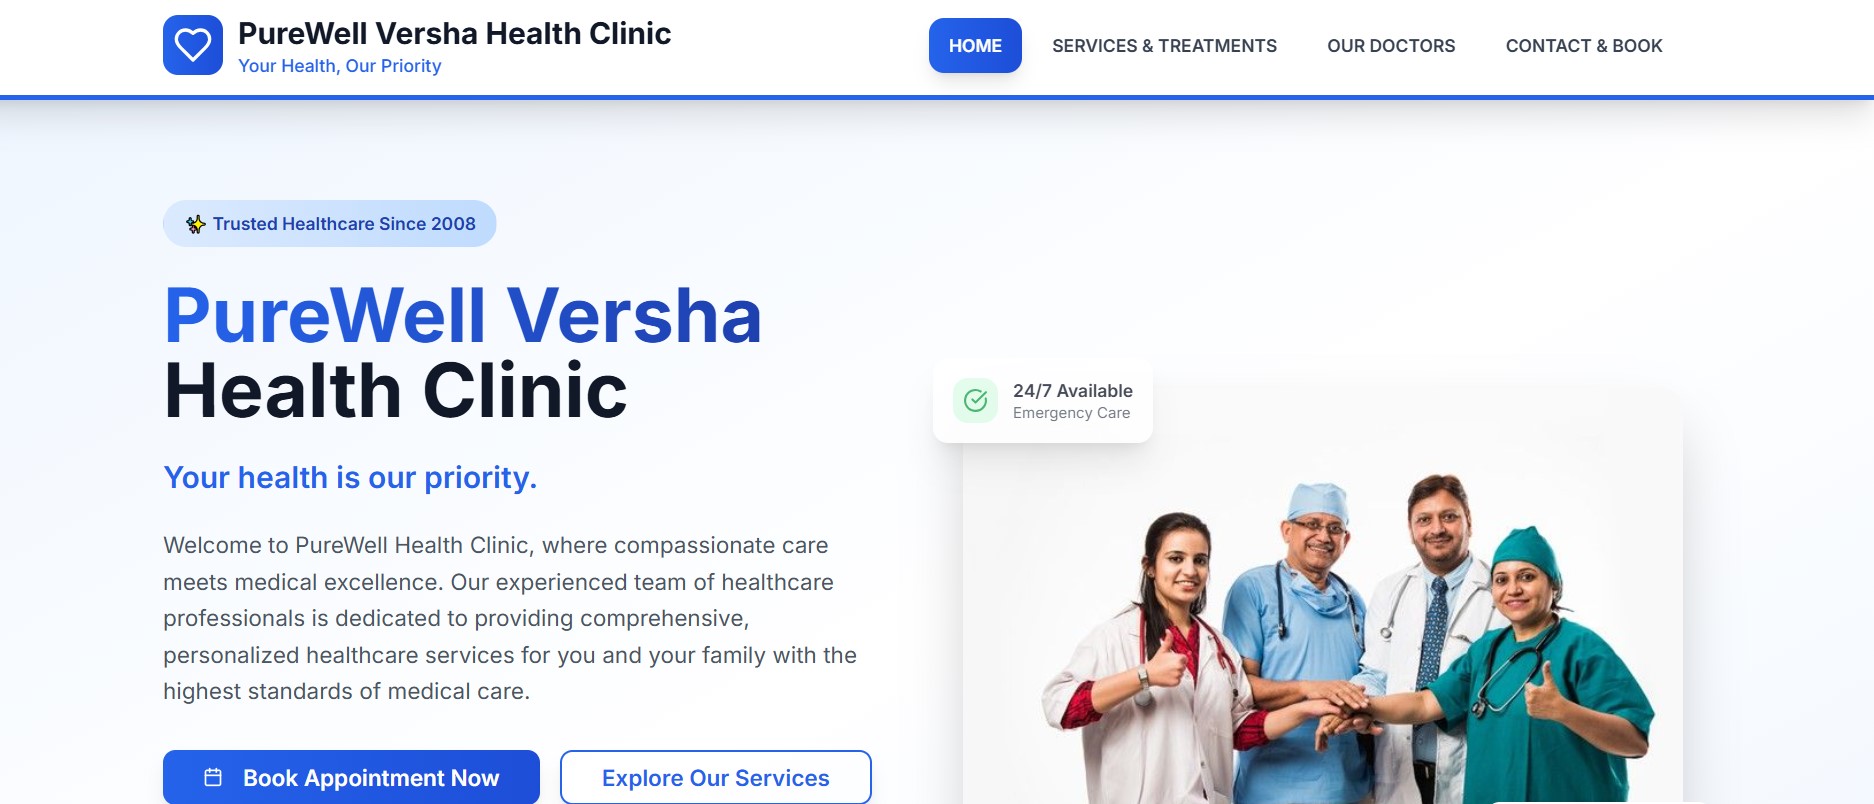 PureWell Versha Health Clinic
Your Health, Our Priority
HOME
SERVICES & TREATMENTS
OUR DOCTORS
CONTACT & BOOK
✨ Trusted Healthcare Since 2008
PureWell Versha
Health Clinic
Your health is our priority.
Welcome to PureWell Health Clinic, where compassionate care
meets medical excellence. Our experienced team of healthcare
professionals is dedicated to providing comprehensive,
personalized healthcare services for you and your family with the
highest standards of medical care.
Book Appointment Now
Explore Our Services
24/7 Available
Emergency Care